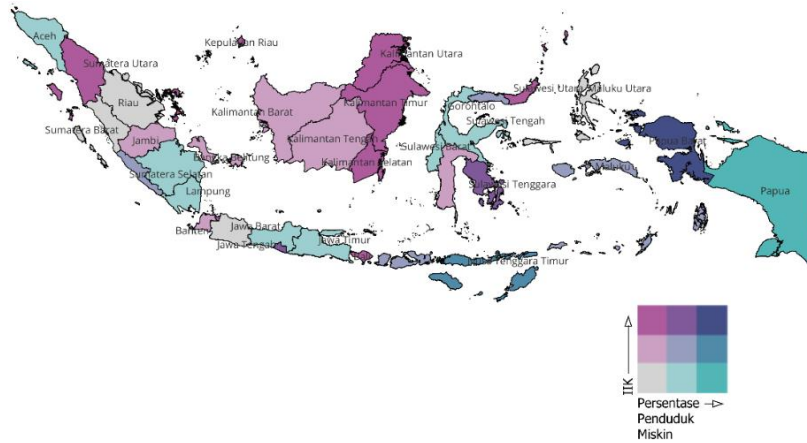 Aceh
Sumatera Utara
Kepulauan Riau
Kalimantan Utara
Riau
Sumatera Barat
Kalimantan Barat
Kalimantan Timur
Sulawesi Utara
Maluku Utara
Gorontalo
Jambi
Kalimantan Tengah
Sulawesi Tengah
Sulawesi Barat
Papua Barat
Bangka Belitung
Kalimantan Selatan
Maluku
Sumatera Selatan
Sulawesi Tenggara
Papua
Lampung
Banten
Jawa Barat
Jawa Tengah
Jawa Timur
Tenggara Timur
IIK
Persentase
Penduduk
Miskin